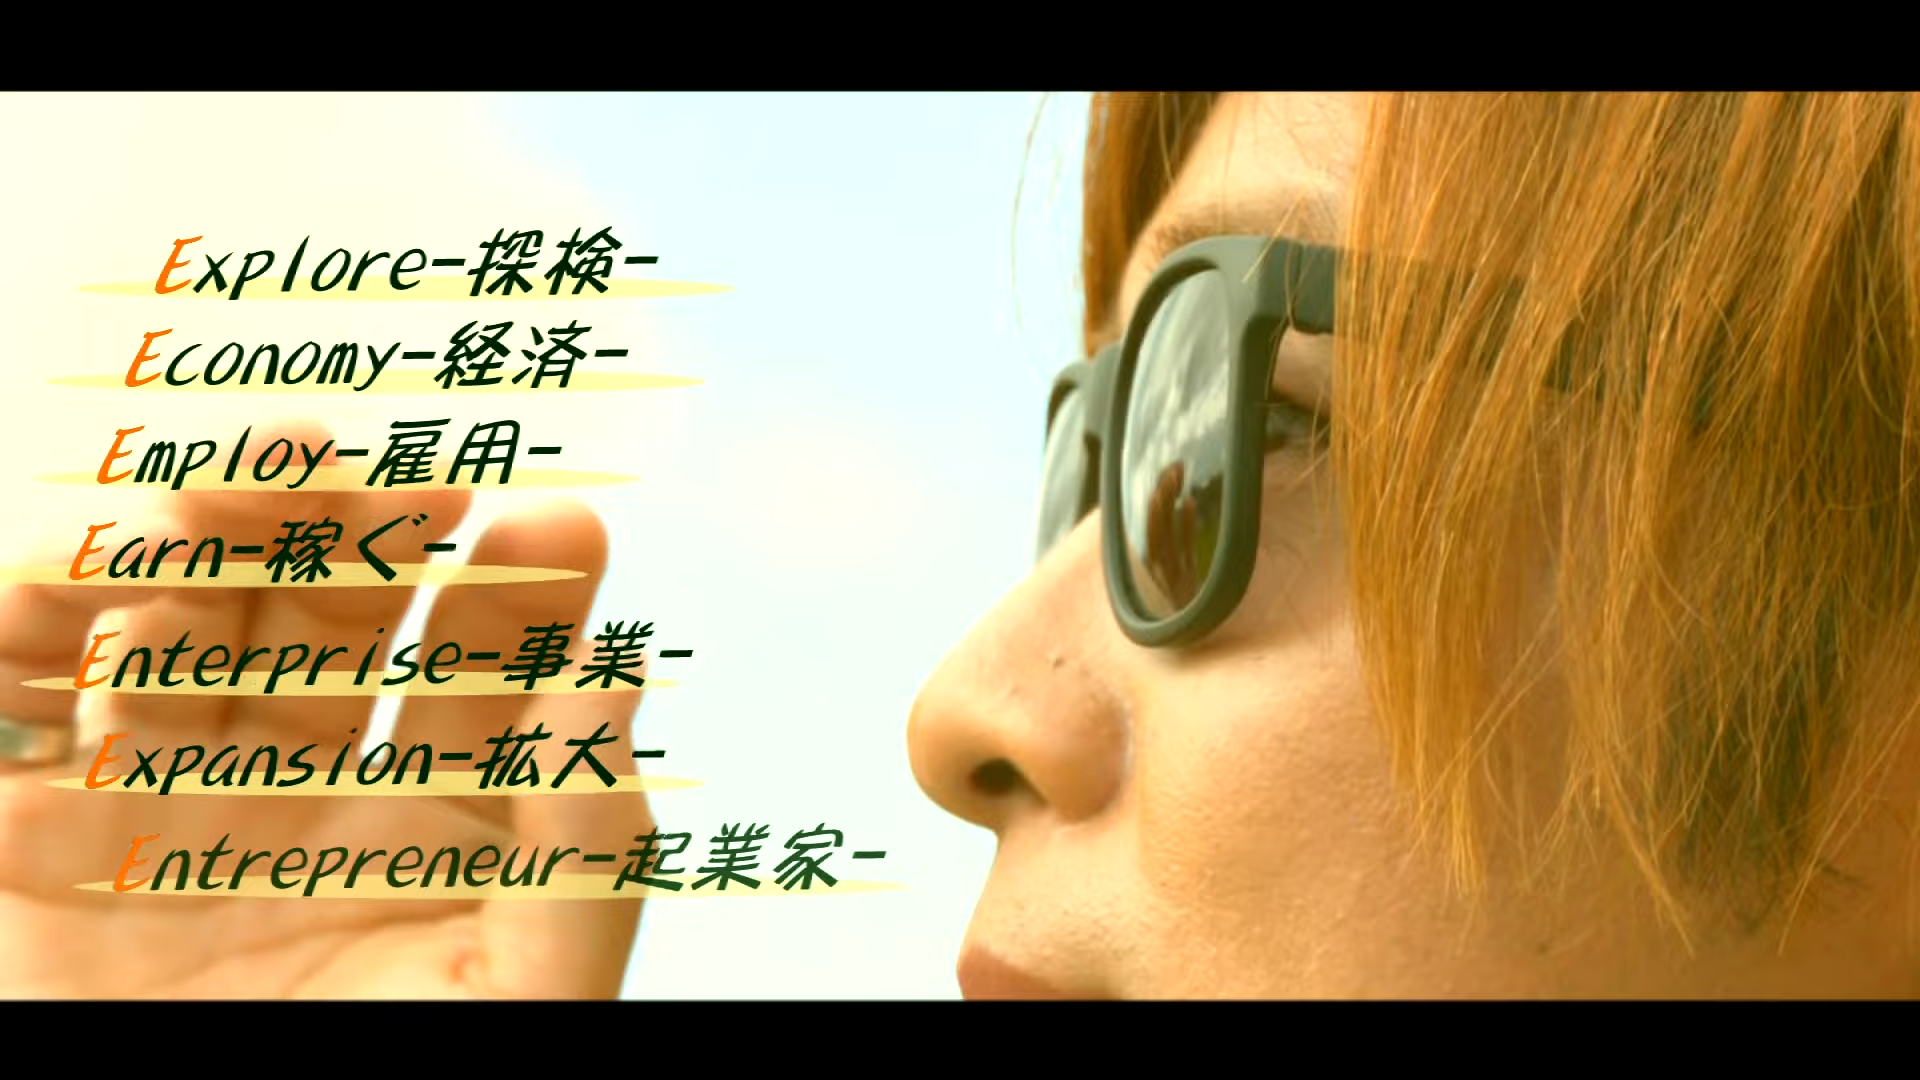 Explore-探検-
Economy-経済-
Employ-雇用-
Earn-稼ぐ-
Enterprise-事業-
Expansion-拡大-
Entrepreneur-起業家-